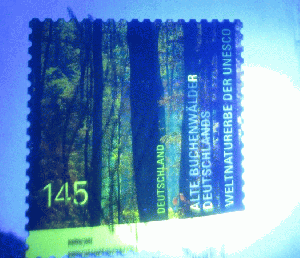 145
DEUTSCHLAND
ALTE BUCHENWÄLDER
DEUTSCHLANDS
WELTNATURERBE DER UNESCO